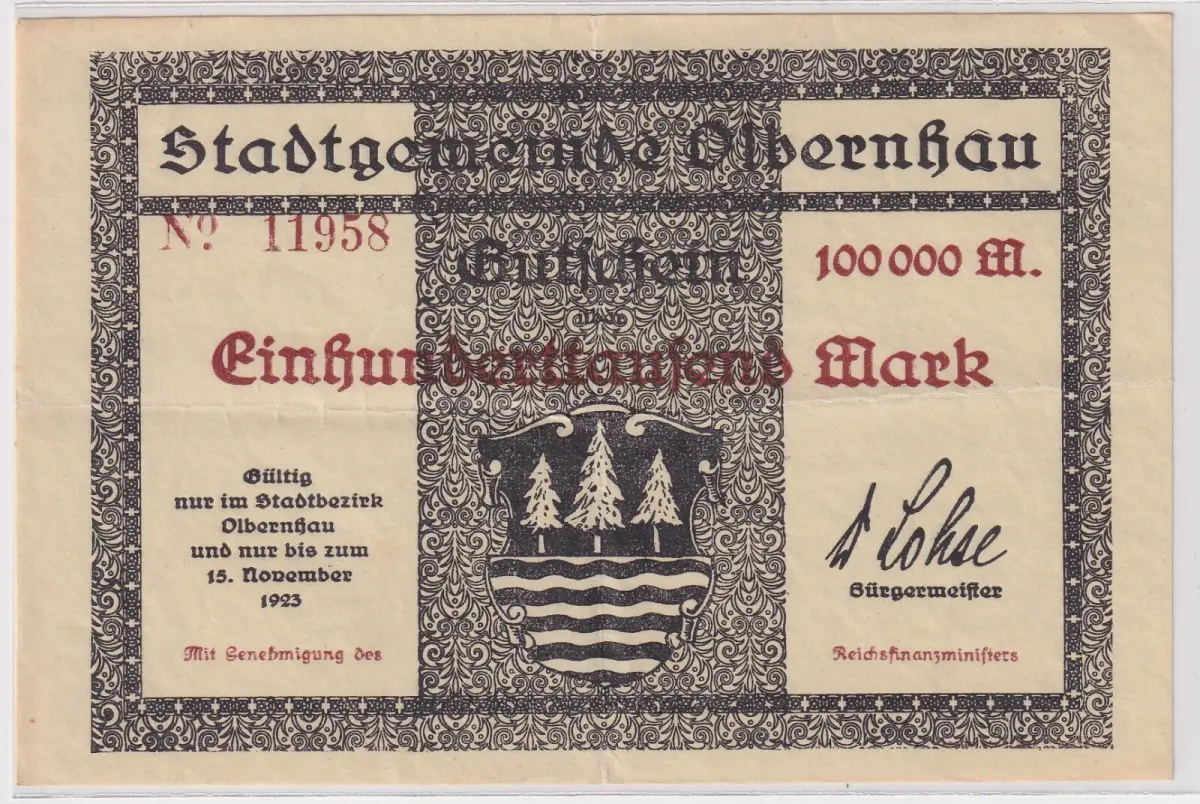 Stadtgemeinde Olbernhau
No. 11958
Gutschein
über
100 000 M.
Einhunderttausend Mark
Gültig
nur im Stadtbezirk
Olbernhau
und nur bis zum
15. November
1923
Dr Lohse
Bürgermeister
Mit Genehmigung des Reichsfinanzministers